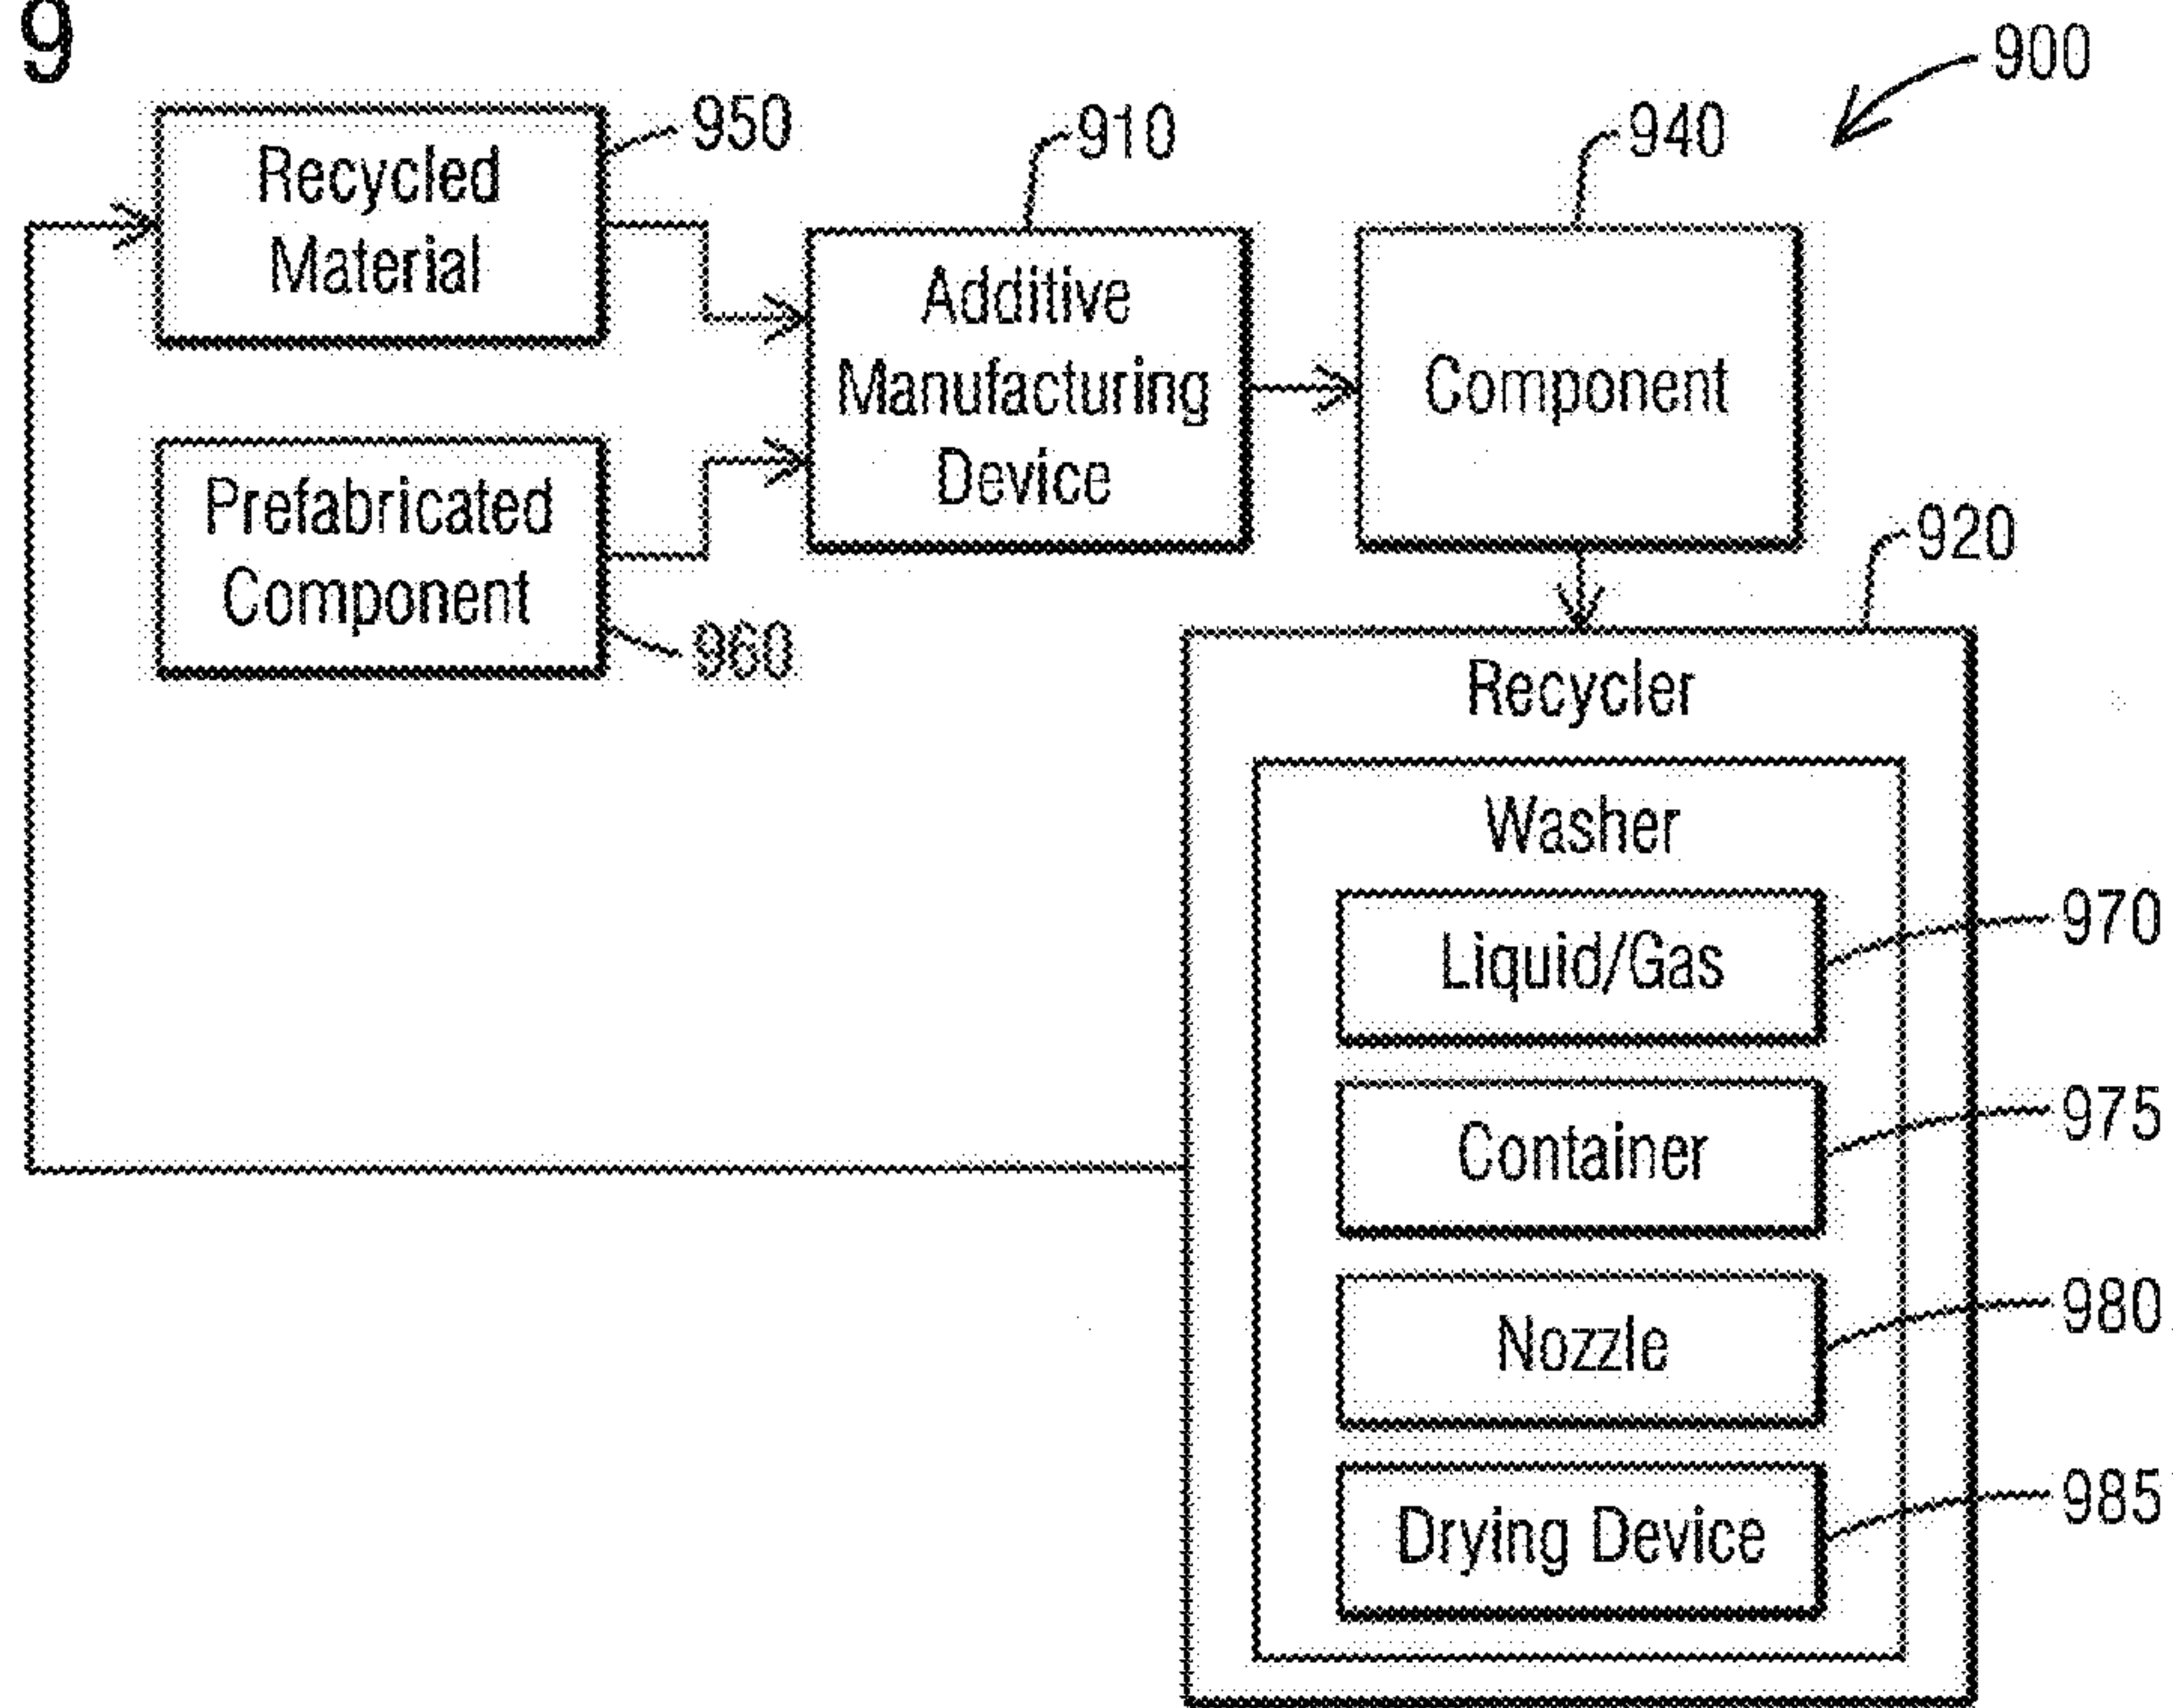 9
900
950
910
940
Recycled
Material
Additive
Manufacturing
Device
Component
Prefabricated
Component
960
920
Recycler
Washer
Liquid/Gas
970
Container
975
Nozzle
980
Drying Device
985